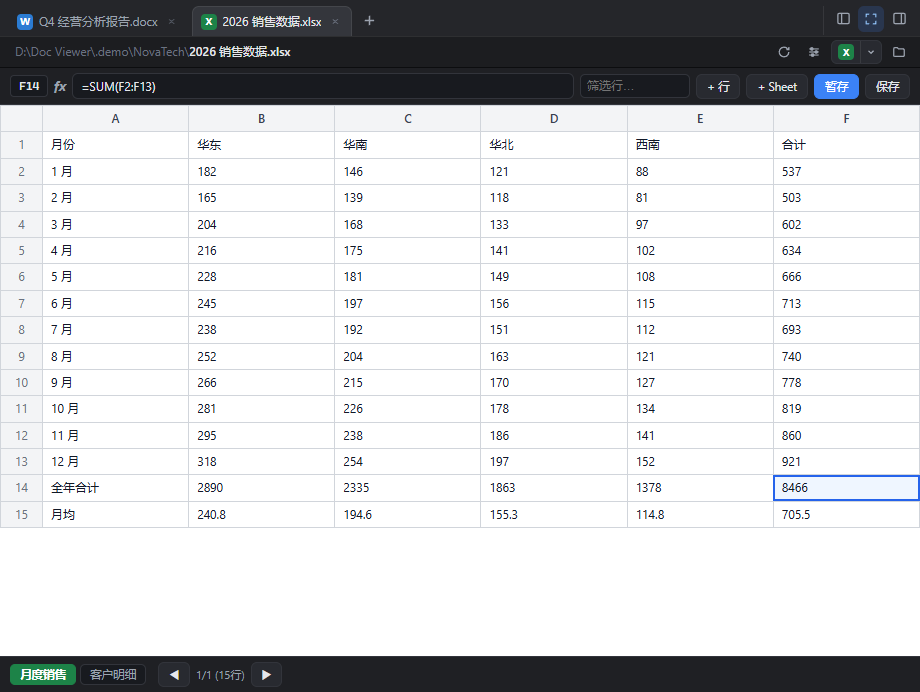 W Q4 经营分析报告.docx × X 2026 销售数据.xlsx × +
D:\Doc Viewer\.demo\NovaTech\2026 销售数据.xlsx X
F14 fx =SUM(F2:F13) 筛选行… + 行 + Sheet 暂存 保存
A B C D E F
1 月份 华东 华南 华北 西南 合计
2 1 月 182 146 121 88 537
3 2 月 165 139 118 81 503
4 3 月 204 168 133 97 602
5 4 月 216 175 141 102 634
6 5 月 228 181 149 108 666
7 6 月 245 197 156 115 713
8 7 月 238 192 151 112 693
9 8 月 252 204 163 121 740
10 9 月 266 215 170 127 778
11 10 月 281 226 178 134 819
12 11 月 295 238 186 141 860
13 12 月 318 254 197 152 921
14 全年合计 2890 2335 1863 1378 8466
15 月均 240.8 194.6 155.3 114.8 705.5
月度销售 客户明细 ◀ 1/1 (15行) ▶